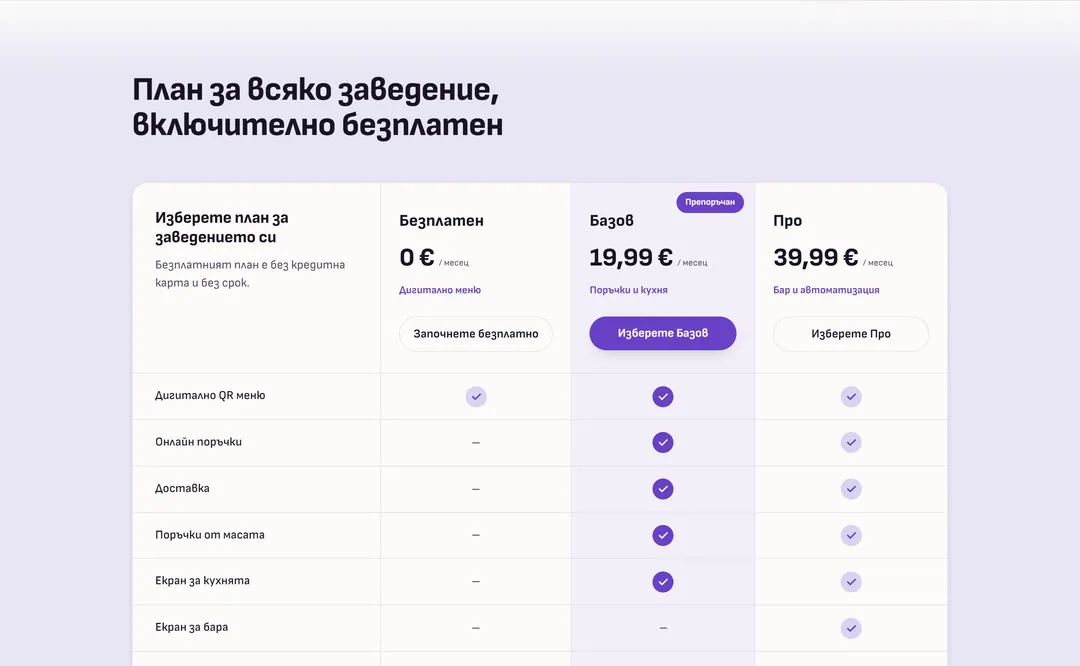 План за всяко заведение,
включително безплатен
Изберете план за
заведението си
Безплатният план е без кредитна
карта и без срок.
Безплатен
0 € / месец
Дигитално меню
Започнете безплатно
Препоръчан
Базов
19,99 € / месец
Поръчки и кухня
Изберете Базов
Про
39,99 € / месец
Бар и автоматизация
Изберете Про
Дигитално QR меню
Онлайн поръчки –
Доставка –
Поръчки от масата –
Екран за кухнята –
Екран за бара – –